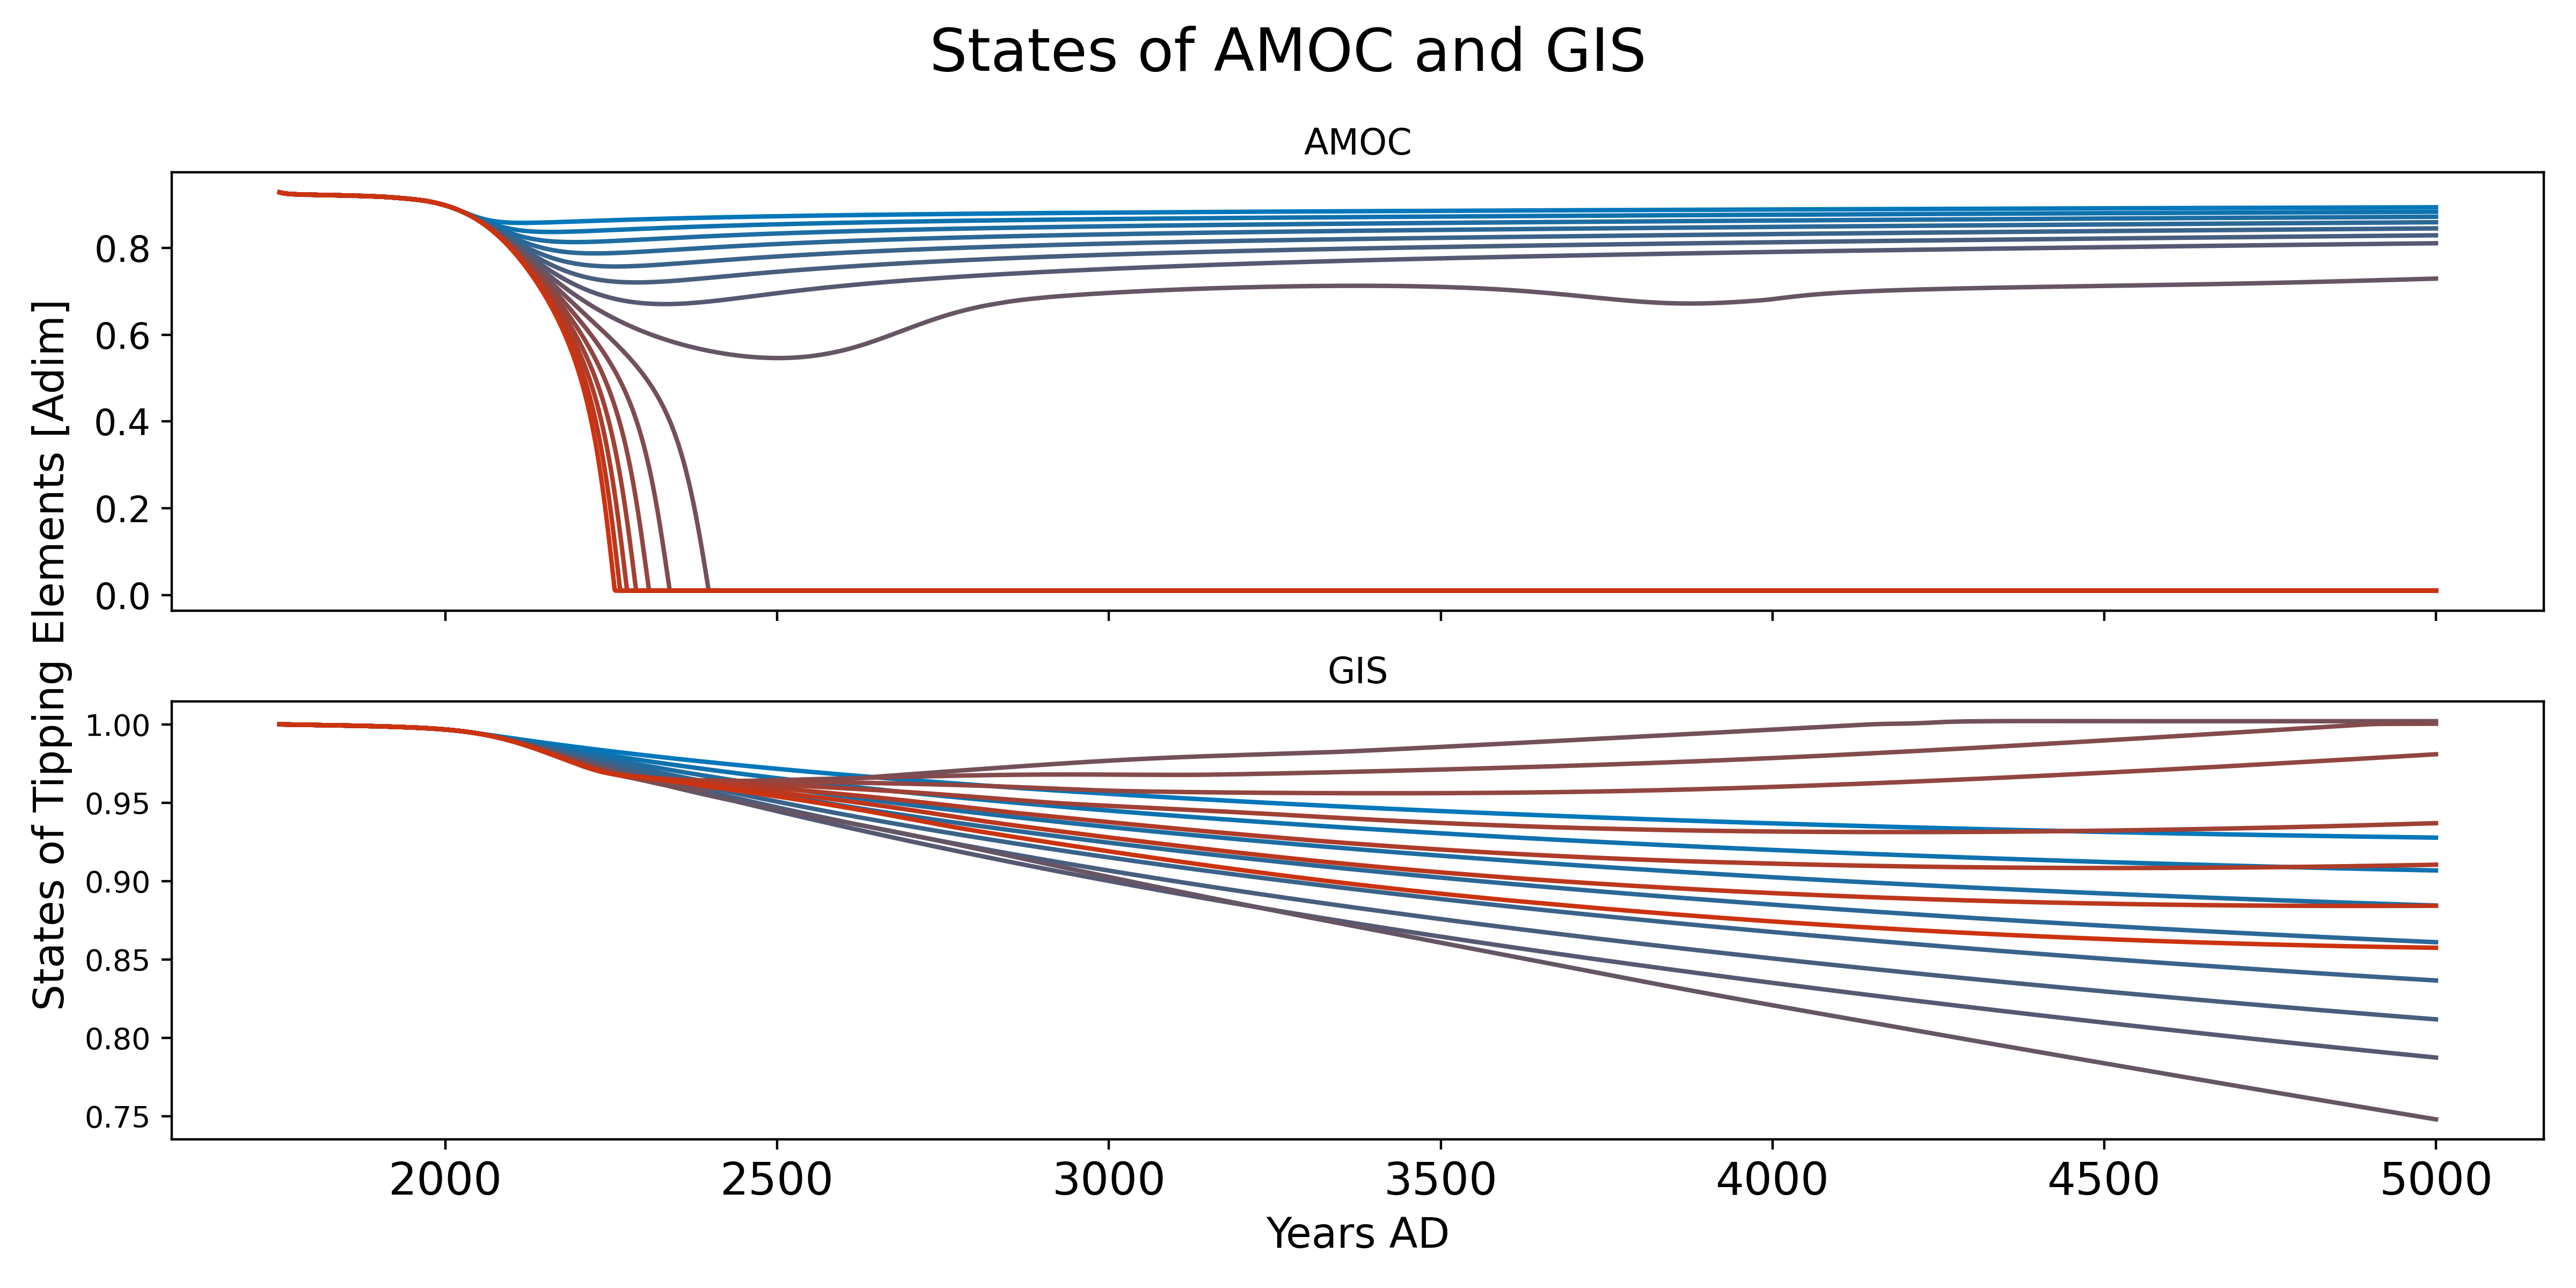 States of AMOC and GIS
AMOC
States of Tipping Elements [Adim]
0.8
0.6
0.4
0.2
0.0
GIS
1.00
0.95
0.90
0.85
0.80
0.75
2000 2500 3000 3500 4000 4500 5000
Years AD